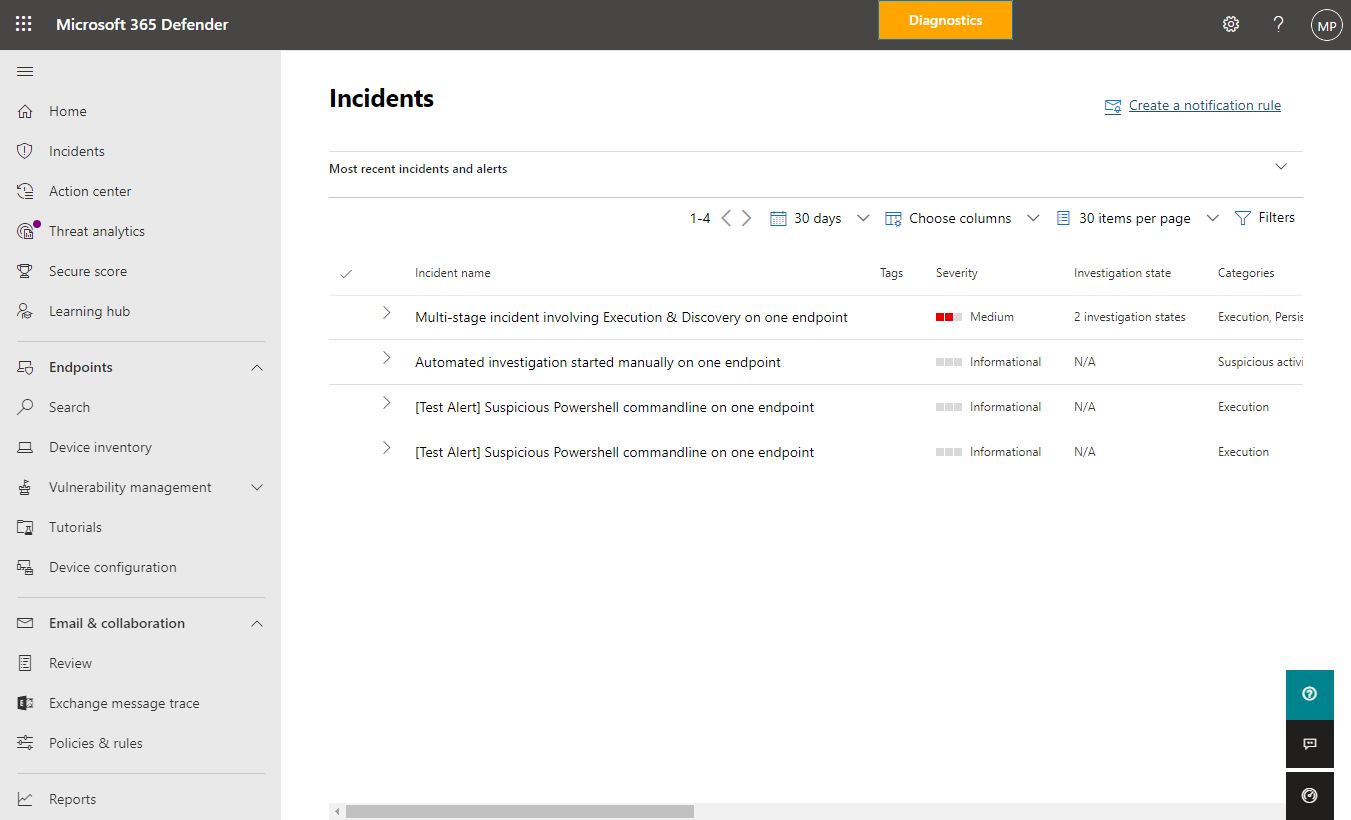 Microsoft 365 Defender
Diagnostics
?
MP
Home
Incidents
Action center
Threat analytics
Secure score
Learning hub
Endpoints
Search
Device inventory
Vulnerability management
Tutorials
Device configuration
Email & collaboration
Review
Exchange message trace
Policies & rules
Reports
Incidents
Create a notification rule
Most recent incidents and alerts
1-4 30 days Choose columns 30 items per page Filters
Incident name Tags Severity Investigation state Categories
Multi-stage incident involving Execution & Discovery on one endpoint Medium 2 investigation states Execution, Persis
Automated investigation started manually on one endpoint Informational N/A Suspicious activi
[Test Alert] Suspicious Powershell commandline on one endpoint Informational N/A Execution
[Test Alert] Suspicious Powershell commandline on one endpoint Informational N/A Execution